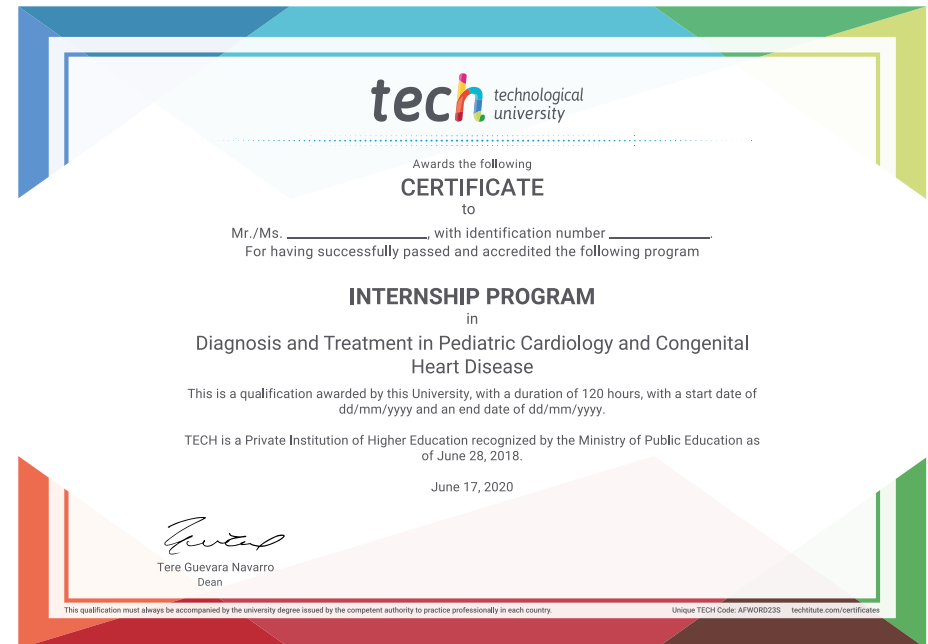 tech technological
university
Awards the following
CERTIFICATE
to
Mr./Ms. ____________________, with identification number ______________.
For having successfully passed and accredited the following program
INTERNSHIP PROGRAM
in
Diagnosis and Treatment in Pediatric Cardiology and Congenital
Heart Disease
This is a qualification awarded by this University, with a duration of 120 hours, with a start date of
dd/mm/yyyy and an end date of dd/mm/yyyy.
TECH is a Private Institution of Higher Education recognized by the Ministry of Public Education as
of June 28, 2018.
June 17, 2020
Tere Guevara Navarro
Dean
This qualification must always be accompanied by the university degree issued by the competent authority to practice professionally in each country.
Unique TECH Code: AFWORD23S techtitute.com/certificates